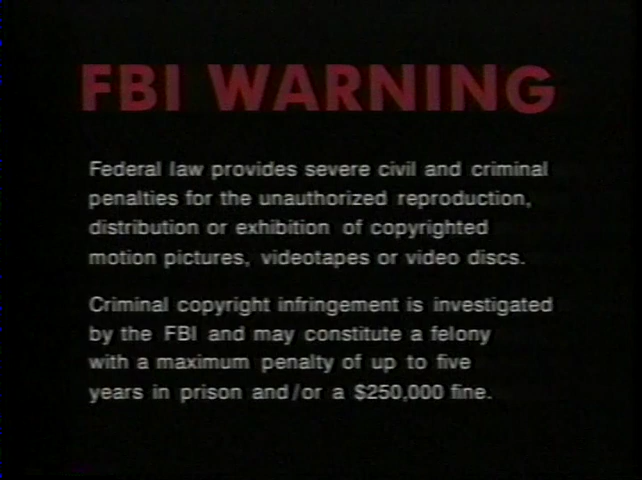 FBI WARNING
Federal law provides severe civil and criminal
penalties for the unauthorized reproduction,
distribution or exhibition of copyrighted
motion pictures, videotapes or video discs.
Criminal copyright infringement is investigated
by the FBI and may constitute a felony
with a maximum penalty of up to five
years in prison and/or a $250,000 fine.